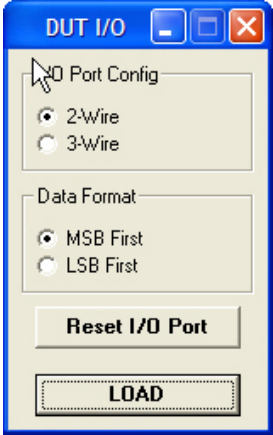 DUT I/O
I/O Port Config
2-Wire
3-Wire
Data Format
MSB First
LSB First
Reset I/O Port
LOAD